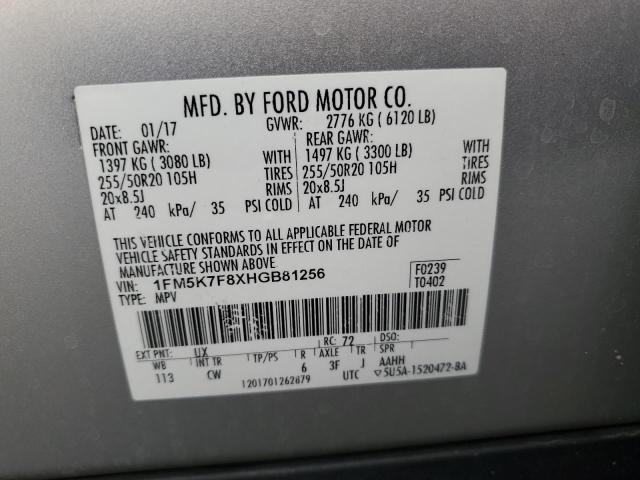 MFD. BY FORD MOTOR CO.
DATE: 01/17 GVWR: 2776 KG ( 6120 LB)
FRONT GAWR: REAR GAWR:
1397 KG ( 3080 LB) WITH 1497 KG ( 3300 LB) WITH
255/50R20 105H TIRES 255/50R20 105H TIRES
20x8.5J RIMS 20x8.5J RIMS
AT 240 kPa/ 35 PSI COLD AT 240 kPa/ 35 PSI COLD
THIS VEHICLE CONFORMS TO ALL APPLICABLE FEDERAL MOTOR
VEHICLE SAFETY STANDARDS IN EFFECT ON THE DATE OF
MANUFACTURE SHOWN ABOVE
VIN: 1FM5K7F8XHGB81256 F0239
TYPE: MPV T0402
EXT PNT: UX RC: 72 DSO:
WB INT TR TP/PS R AXLE TR SPR
113 CW 6 3F J AAHH
1201701262879 UTC ▽5U5A-1520472-BA